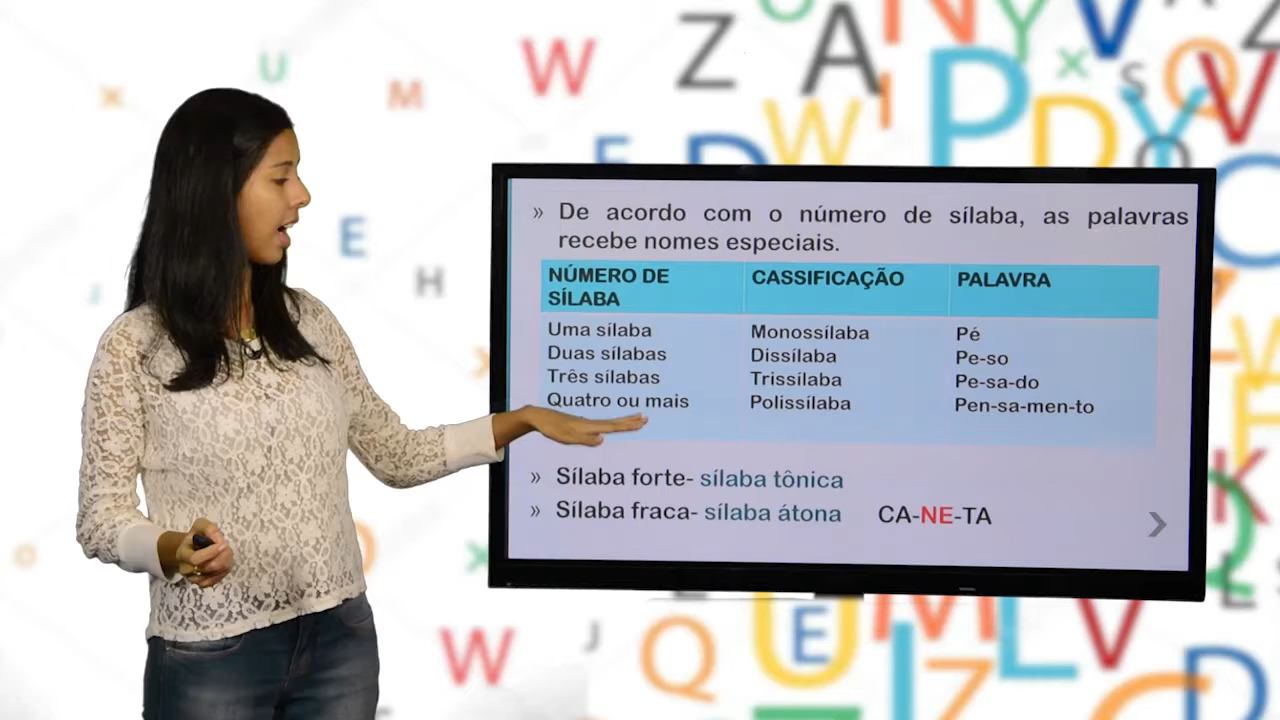 » De acordo com o número de sílaba, as palavras
recebe nomes especiais.
NÚMERO DE SÍLABA CASSIFICAÇÃO PALAVRA
Uma sílaba Monossílaba Pé
Duas sílabas Dissílaba Pe-so
Três sílabas Trissílaba Pe-sa-do
Quatro ou mais Polissílaba Pen-sa-men-to
» Sílaba forte- sílaba tônica
» Sílaba fraca- sílaba átona CA-NE-TA